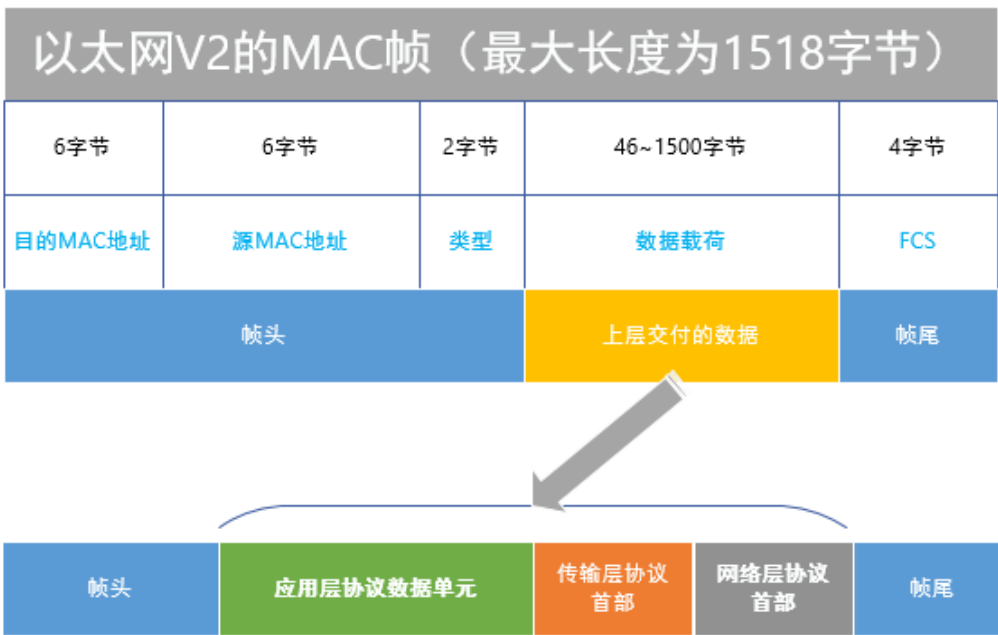 以太网V2的MAC帧（最大长度为1518字节）
6字节
6字节
2字节
46~1500字节
4字节
目的MAC地址
源MAC地址
类型
数据载荷
FCS
帧头
上层交付的数据
帧尾
帧头
应用层协议数据单元
传输层协议
首部
网络层协议
首部
帧尾